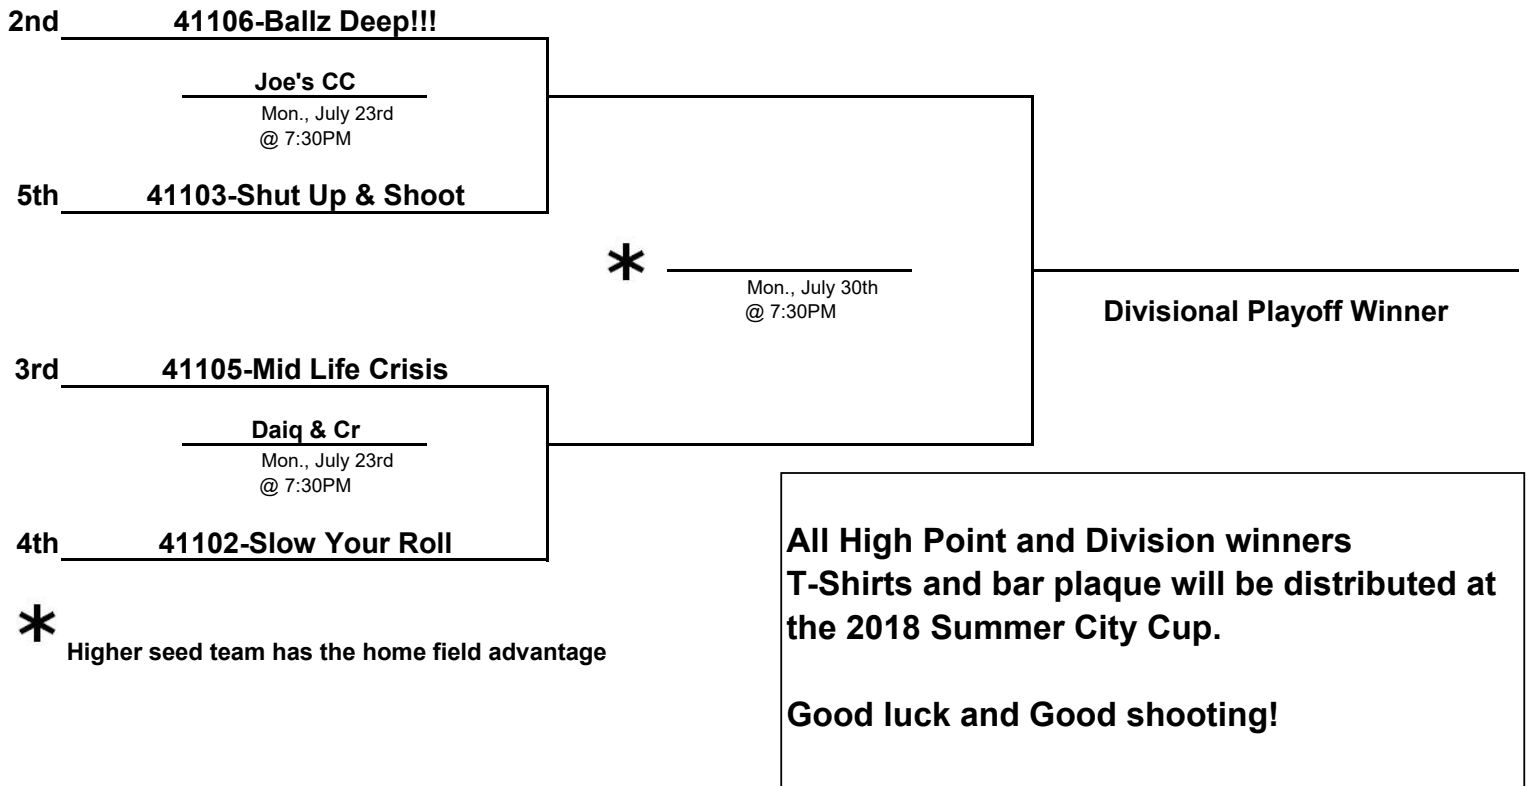 2nd 41106-Ballz Deep!!!
Joe's CC
Mon., July 23rd
@ 7:30PM
5th 41103-Shut Up & Shoot
*
Mon., July 30th
@ 7:30PM
Divisional Playoff Winner
3rd 41105-Mid Life Crisis
Daiq & Cr
Mon., July 23rd
@ 7:30PM
4th 41102-Slow Your Roll
* Higher seed team has the home field advantage
All High Point and Division winners
T-Shirts and bar plaque will be distributed at
the 2018 Summer City Cup.
Good luck and Good shooting!